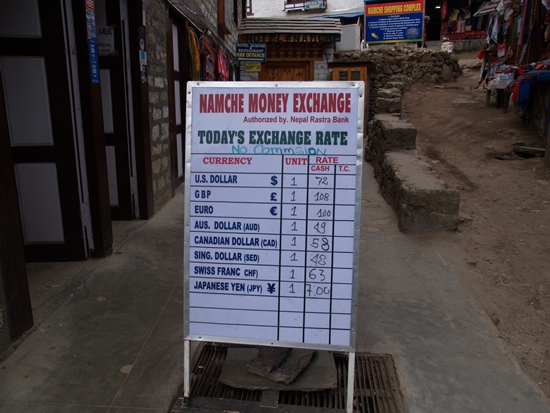 NAMCHE SHOPPING COMPLEX
NAMCHE MONEY EXCHANGE
Authorized by. Nepal Rastra Bank
TODAY'S EXCHANGE RATE
No Commsion
CURRENCY UNIT RATE
CASH T.C.
U.S. DOLLAR $ 1 72
GBP £ 1 108
EURO € 1 100
AUS. DOLLAR (AUD) 1 49
CANADIAN DOLLAR (CAD) 1 58
SING. DOLLAR (SED) 1 48
SWISS FRANC CHF) 1 63
JAPANESE YEN (JPY) ¥ 1 7.00